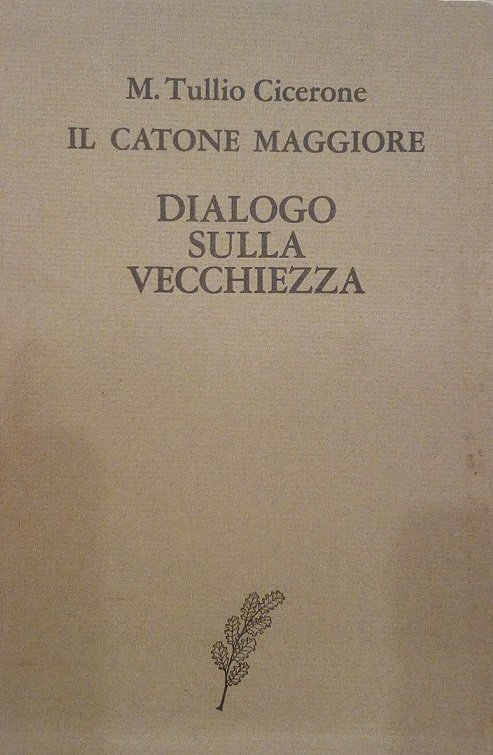 M. Tullio Cicerone
IL CATONE MAGGIORE
DIALOGO
SULLA
VECCHIEZZA